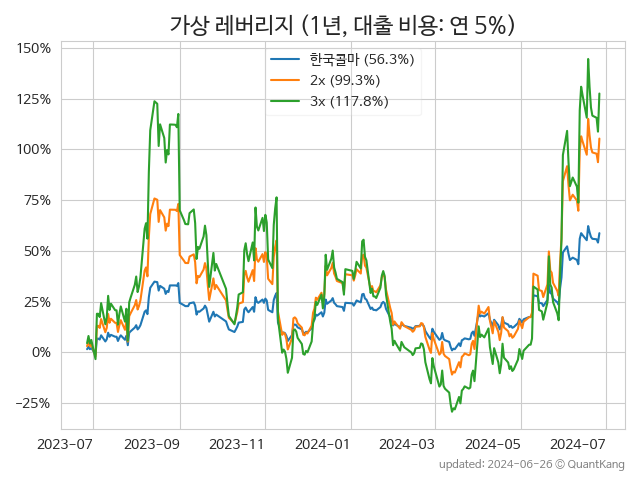 가상 레버리지 (1년, 대출 비용: 연 5%)
한국콜마 (56.3%)
2x (99.3%)
3x (117.8%)
150%
125%
100%
75%
50%
25%
0%
−25%
2023-07 2023-09 2023-11 2024-01 2024-03 2024-05 2024-07
updated: 2024-06-26 ⓒ QuantKang